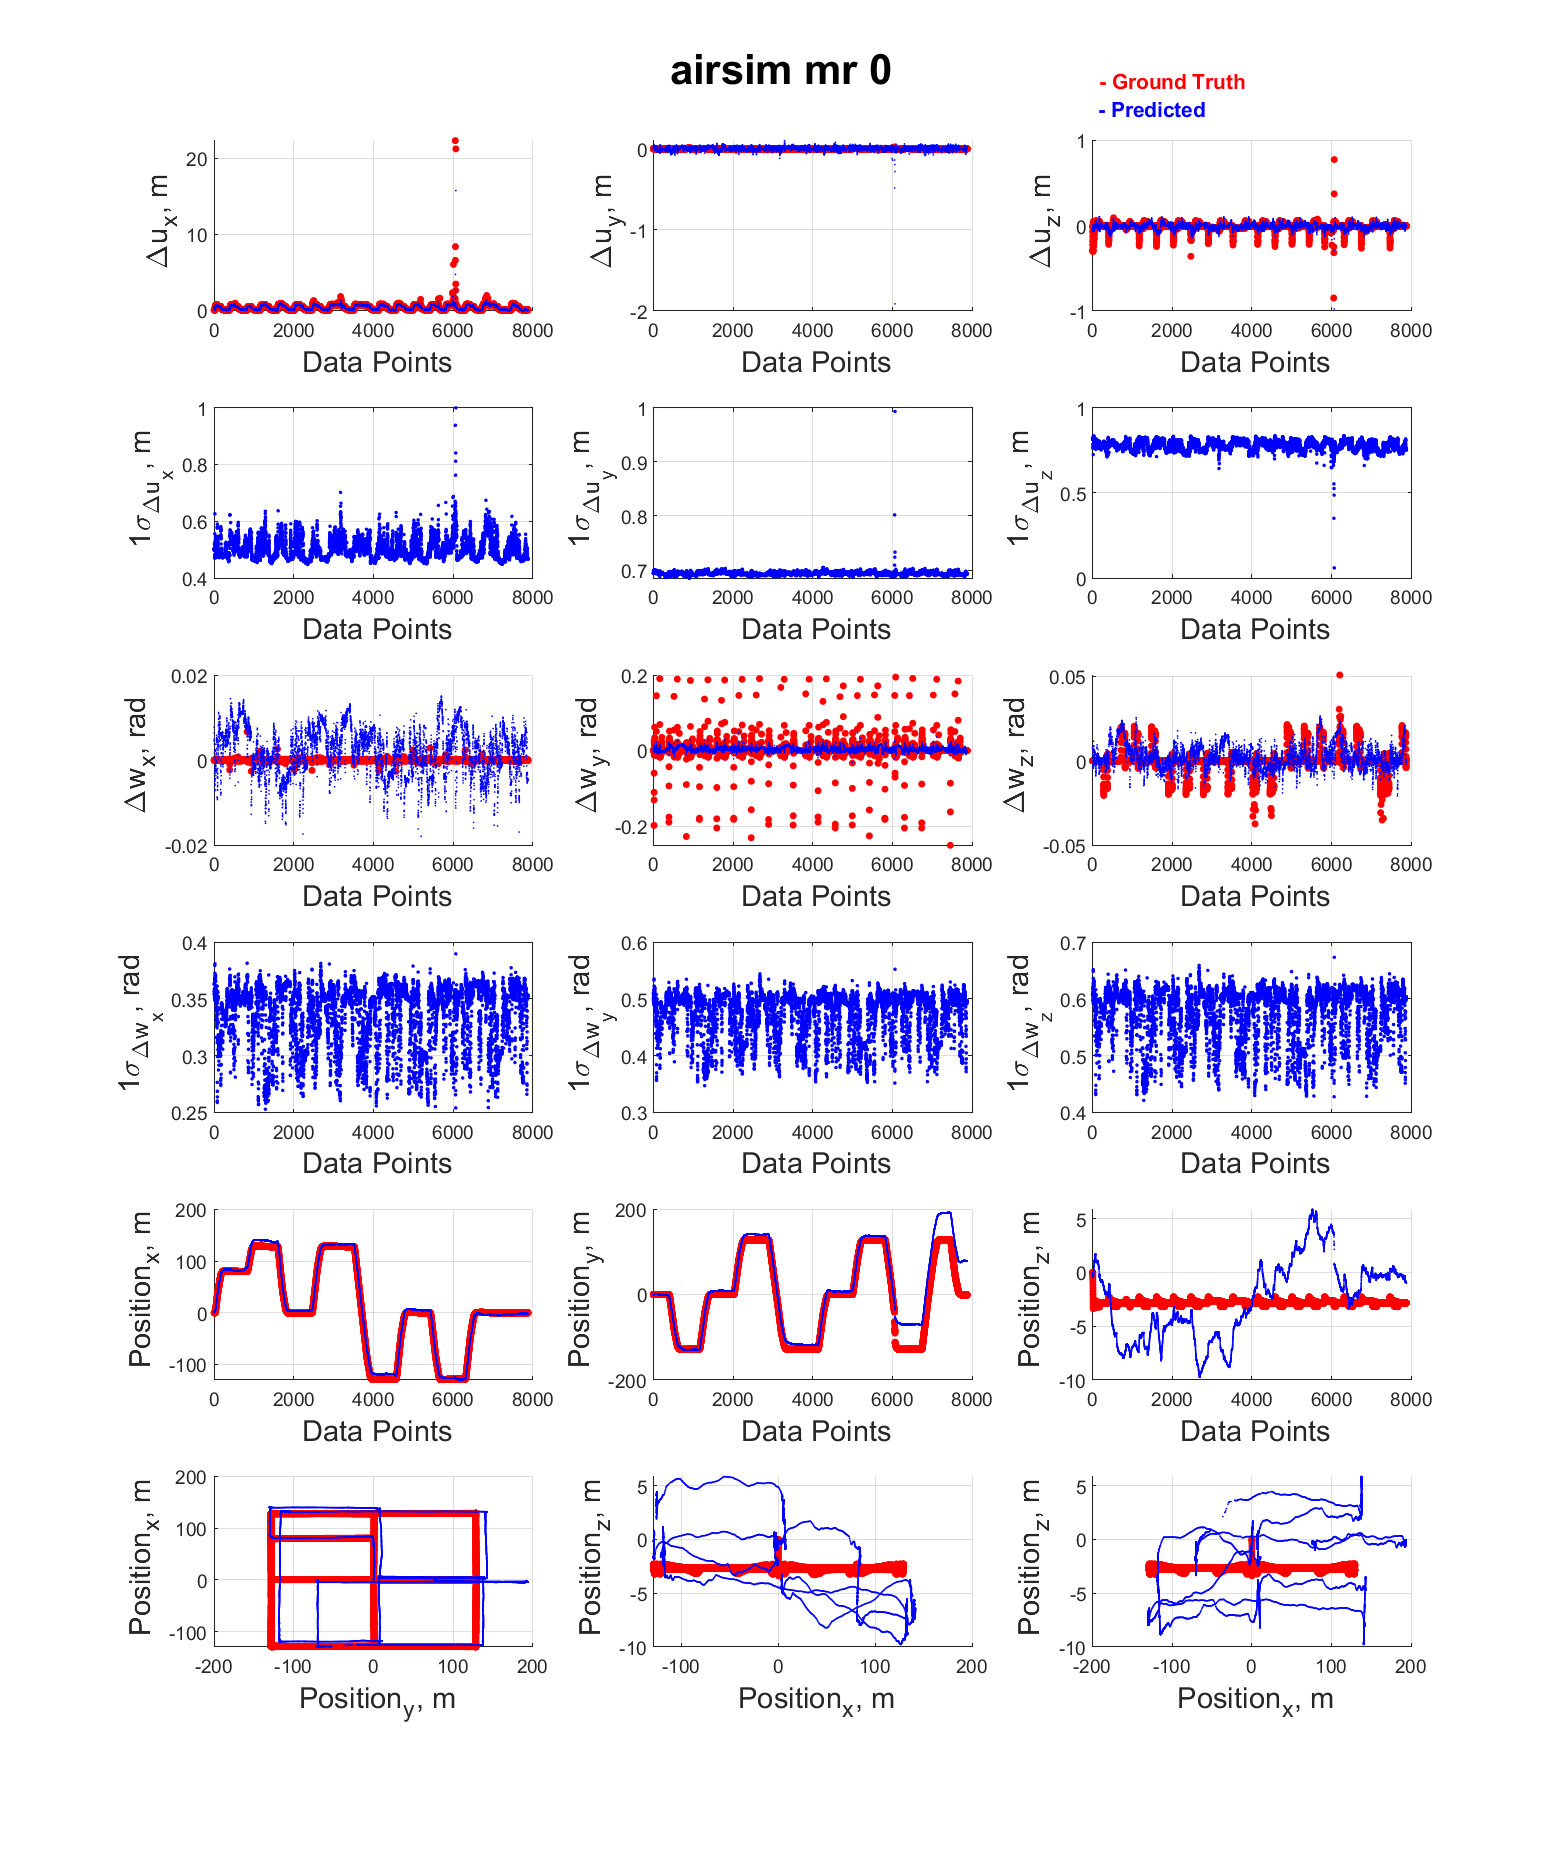 airsim mr 0
- Ground Truth
- Predicted
Δu_x, m
20
10
0
0 2000 4000 6000 8000
Data Points
Δu_y, m
0
-1
-2
0 2000 4000 6000 8000
Data Points
Δu_z, m
1
0
-1
0 2000 4000 6000 8000
Data Points
1σ_Δu_x, m
1
0.8
0.6
0.4
0 2000 4000 6000 8000
Data Points
1σ_Δu_y, m
1
0.9
0.8
0.7
0 2000 4000 6000 8000
Data Points
1σ_Δu_z, m
1
0.5
0
0 2000 4000 6000 8000
Data Points
Δw_x, rad
0.02
0
-0.02
0 2000 4000 6000 8000
Data Points
Δw_y, rad
0.2
0
-0.2
0 2000 4000 6000 8000
Data Points
Δw_z, rad
0.05
0
-0.05
0 2000 4000 6000 8000
Data Points
1σ_Δw_x, rad
0.4
0.35
0.3
0.25
0 2000 4000 6000 8000
Data Points
1σ_Δw_y, rad
0.6
0.5
0.4
0.3
0 2000 4000 6000 8000
Data Points
1σ_Δw_z, rad
0.7
0.6
0.5
0.4
0 2000 4000 6000 8000
Data Points
Position_x, m
200
100
0
-100
0 2000 4000 6000 8000
Data Points
Position_y, m
200
0
-200
0 2000 4000 6000 8000
Data Points
Position_z, m
5
0
-5
-10
0 2000 4000 6000 8000
Data Points
Position_x, m
200
100
0
-100
-200 -100 0 100 200
Position_y, m
Position_z, m
5
0
-5
-10
-100 0 100 200
Position_x, m
Position_z, m
5
0
-5
-10
-200 -100 0 100 200
Position_x, m